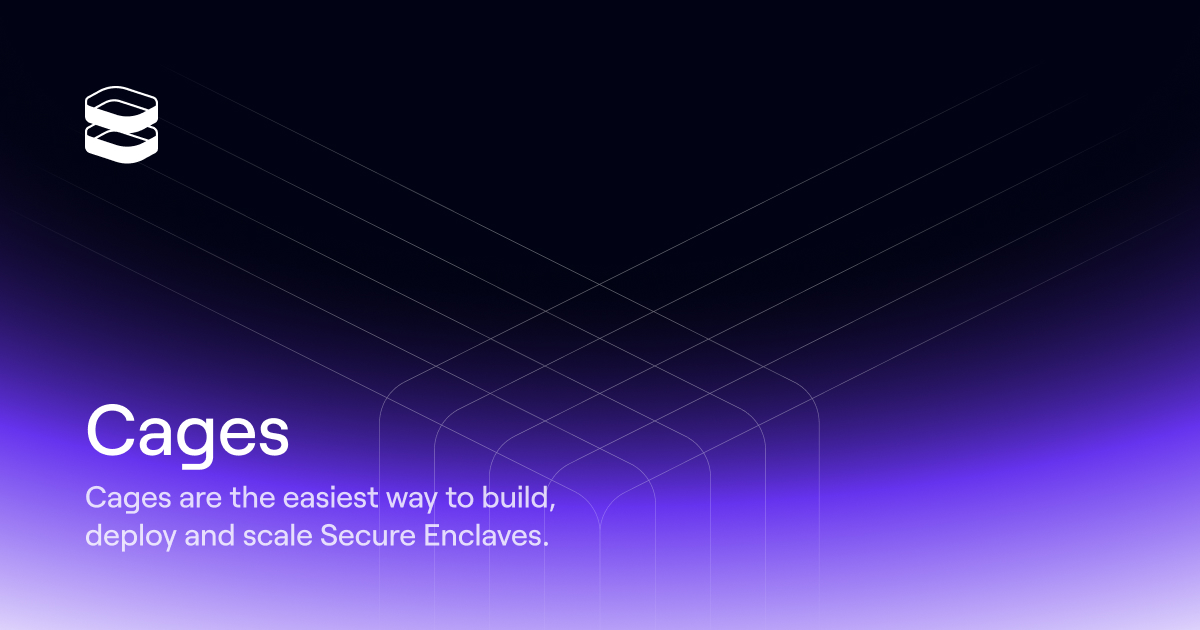 Cages
Cages are the easiest way to build,
deploy and scale Secure Enclaves.